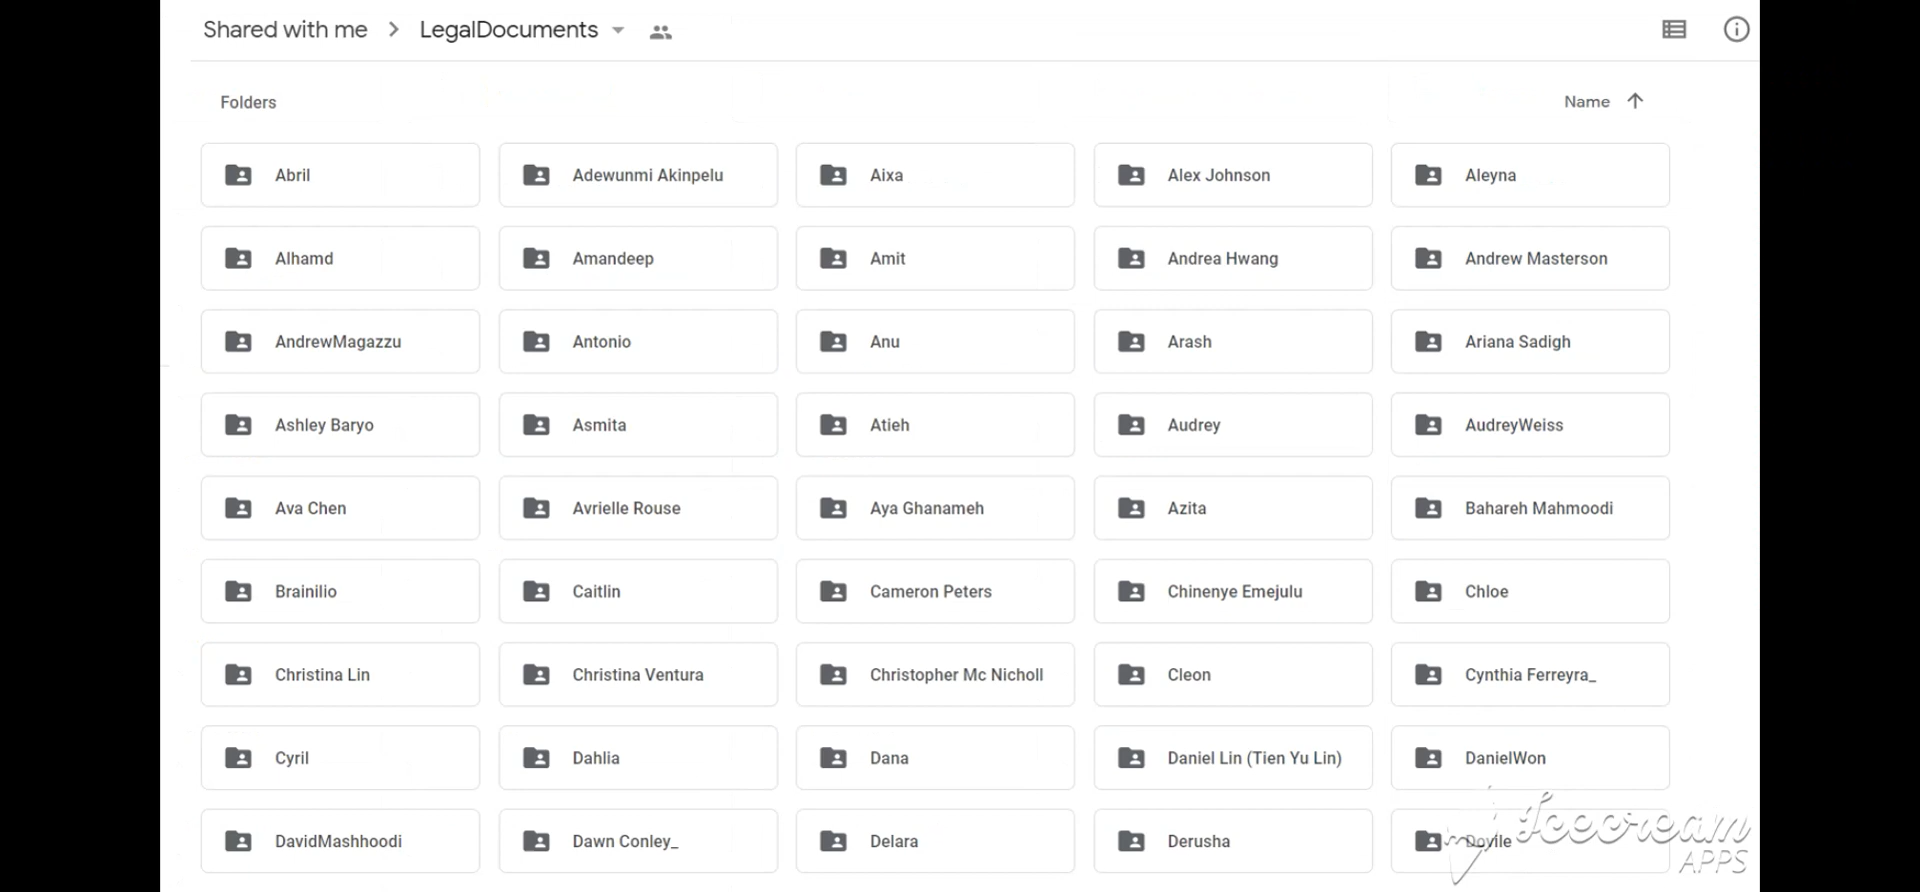 Shared with me > LegalDocuments
Folders Name
Abril Adewunmi Akinpelu Aixa Alex Johnson Aleyna
Alhamd Amandeep Amit Andrea Hwang Andrew Masterson
AndrewMagazzu Antonio Anu Arash Ariana Sadigh
Ashley Baryo Asmita Atieh Audrey AudreyWeiss
Ava Chen Avrielle Rouse Aya Ghanameh Azita Bahareh Mahmoodi
Brainilio Caitlin Cameron Peters Chinenye Emejulu Chloe
Christina Lin Christina Ventura Christopher Mc Nicholl Cleon Cynthia Ferreyra_
Cyril Dahlia Dana Daniel Lin (Tien Yu Lin) DanielWon
DavidMashhoodi Dawn Conley_ Delara Derusha Dovile
Icecream
APPS